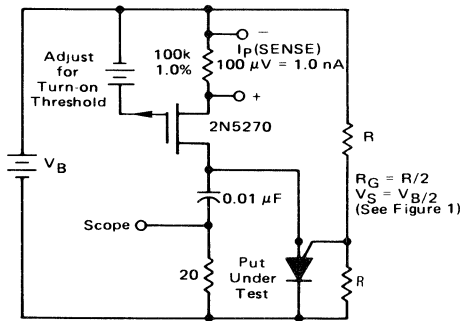 Adjust
for
Turn-on
Threshold
100k
1.0%
–
IP(SENSE)
100 µV = 1.0 nA
+
2N5270
VB
0.01 µF
Scope
20
Put
Under
Test
R
RG = R/2
VS = VB/2
(See Figure 1)
R